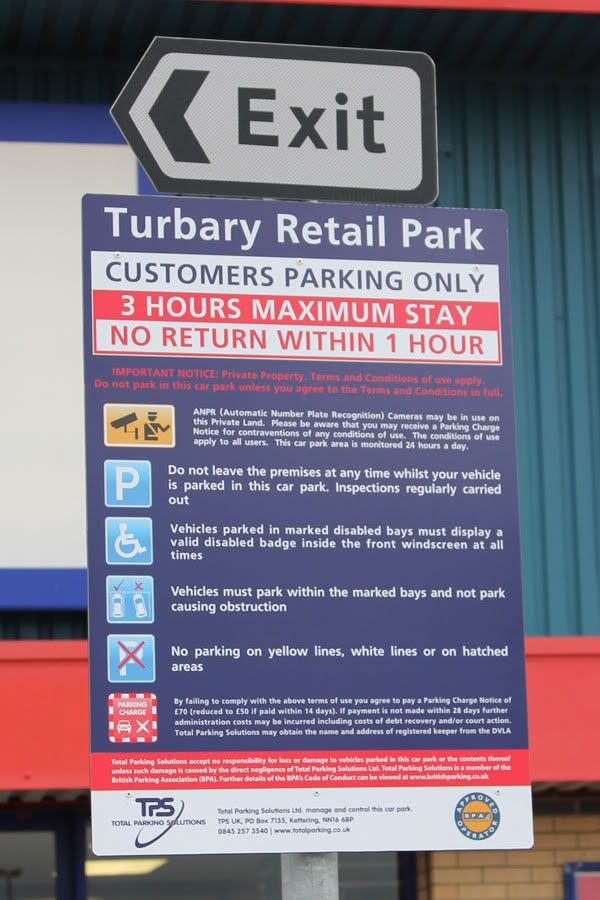 Exit
Turbary Retail Park
CUSTOMERS PARKING ONLY
3 HOURS MAXIMUM STAY
NO RETURN WITHIN 1 HOUR
IMPORTANT NOTICE: Private Property. Terms and Conditions of use apply.
Do not park in this car park unless you agree to the Terms and Conditions in full.
ANPR (Automatic Number Plate Recognition) Cameras may be in use on
this Private Land. Please be aware that you may receive a Parking Charge
Notice for contraventions of any conditions of use. The conditions of use
apply to all users. This car park area is monitored 24 hours a day.
P
Do not leave the premises at any time whilst your vehicle
is parked in this car park. Inspections regularly carried
out
Vehicles parked in marked disabled bays must display a
valid disabled badge inside the front windscreen at all
times
Vehicles must park within the marked bays and not park
causing obstruction
P
No parking on yellow lines, white lines or on hatched
areas
PARKING
CHARGE
By failing to comply with the above terms of use you agree to pay a Parking Charge Notice of
£70 (reduced to £50 if paid within 14 days). If payment is not made within 28 days further
administration costs may be incurred including costs of debt recovery and/or court action.
Total Parking Solutions may obtain the name and address of registered keeper from the DVLA
Total Parking Solutions accept no responsibility for loss or damage to vehicles parked in this car park or the contents thereof
unless such damage is caused by the direct negligence of Total Parking Solutions Ltd. Total Parking Solutions is a member of the
British Parking Association (BPA). Further details of the BPA's Code of Conduct can be viewed at www.britishparking.co.uk
TPS
TOTAL PARKING SOLUTIONS
Total Parking Solutions Ltd. manage and control this car park.
TPS UK, PO Box 7135, Kettering, NN16 6BP
0845 257 3540 | www.totalparking.co.uk
APPROVED
BPA
OPERATOR